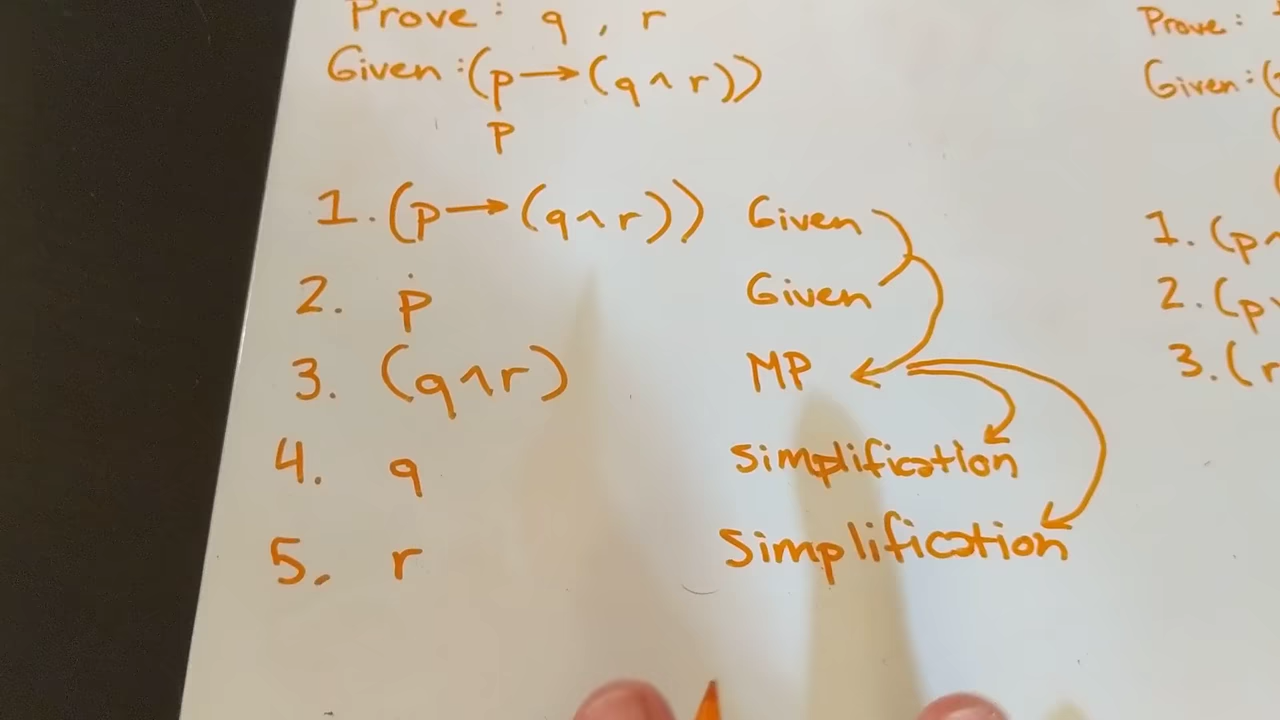 Prove: q, r
Given: (p→(q∧r))
p
1. (p→(q∧r)) Given
2. p Given
3. (q∧r) MP
4. q Simplification
5. r Simplification
Prove:
Given: (
(
(
1. (p∧
2. (p
3. (r